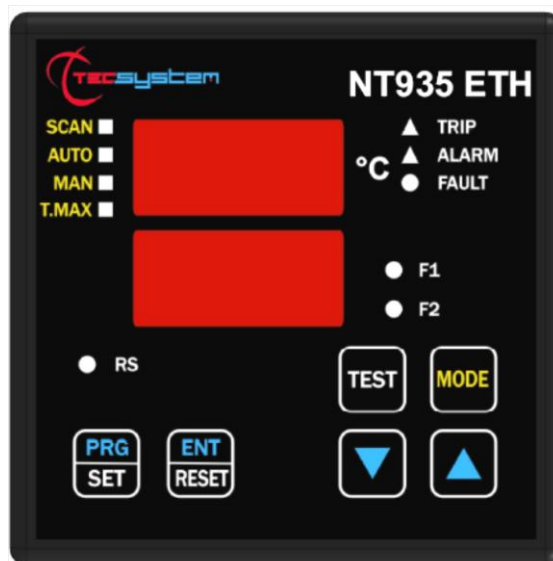 TECSYSTEM
NT935 ETH
SCAN
AUTO
MAN
T.MAX
°C
TRIP
ALARM
FAULT
F1
F2
RS
TEST
MODE
PRG
SET
ENT
RESET